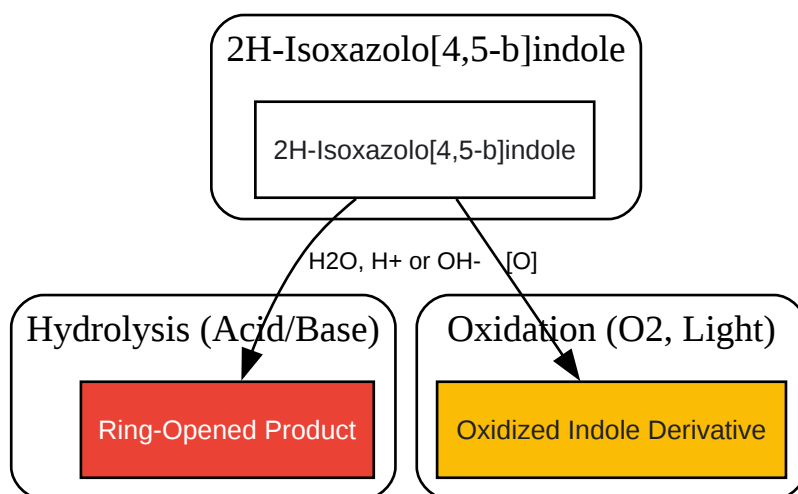 2H-Isoxazolo[4,5-b]indole
2H-Isoxazolo[4,5-b]indole
H2O, H+ or OH-
[O]
Hydrolysis (Acid/Base)
Oxidation (O2, Light)
Ring-Opened Product
Oxidized Indole Derivative